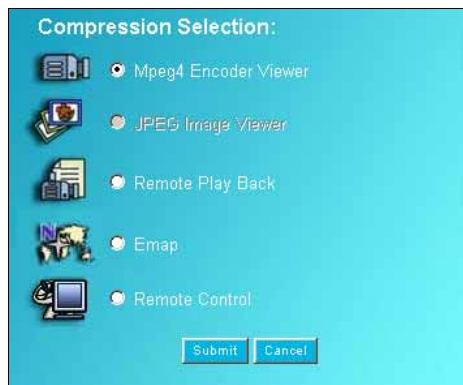 Compression Selection:
Mpeg4 Encoder Viewer
JPEG Image Viewer
Remote Play Back
N
Emap
Remote Control
Submit Cancel